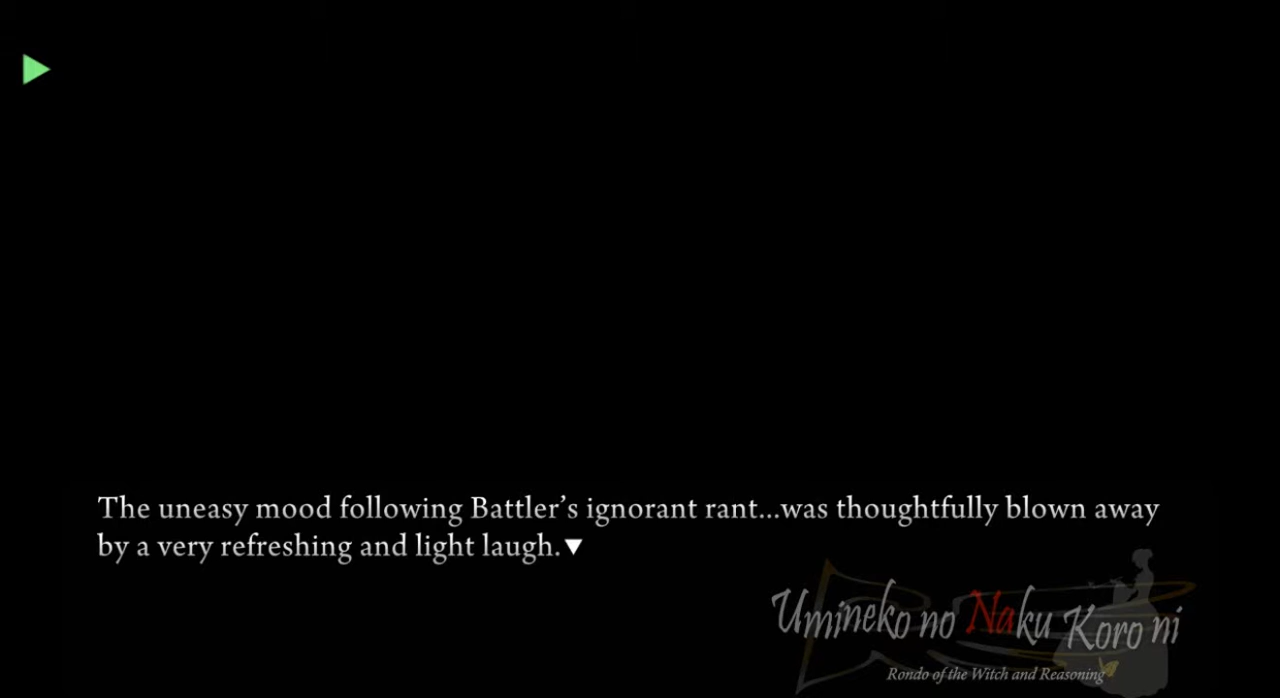 The uneasy mood following Battler’s ignorant rant...was thoughtfully blown away
by a very refreshing and light laugh.
Umineko no Naku Koro ni
Rondo of the Witch and Reasoning